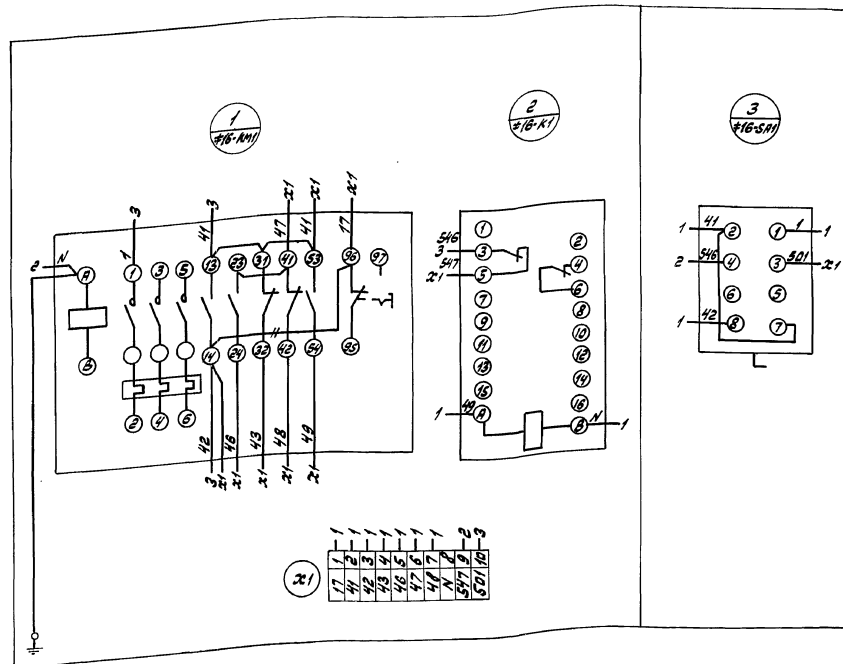 1
#16-KM1
2
#16-K1
3
#16-SA1
3 3 x1 x1 x1
1 41 47 41 17
2 N A
1 3 5 13 23 31 41 53 96 97
B
14 24 32 42 54 95
2 4 6
42 46 43 48 49
3 x1 x1 x1 x1 x1
1
2
546
3 3 4
547
x1 5 6
7 8
9 10
11 12
13 14
15 16
49 N
1 A B 1
41 1
1 2 1 1
546 501
2 4 3 x1
6 5
42
1 8 7
x1
1 1 1 1 1 1 1 2 3
1 2 3 4 5 6 7 8 9 10
17 41 42 43 46 47 48 N 547 501